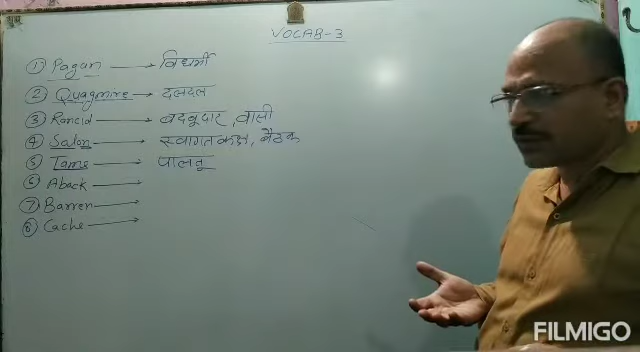 VOCAB-3
① Pagan → विधर्मी
② Quagmire → दलदल
③ Rancid → बदबूदार, बासी
④ Salon → स्वागत कक्ष, बैठक
⑤ Tame → पालतू
⑥ Aback →
⑦ Barren →
⑧ Cache →
FILMIGO